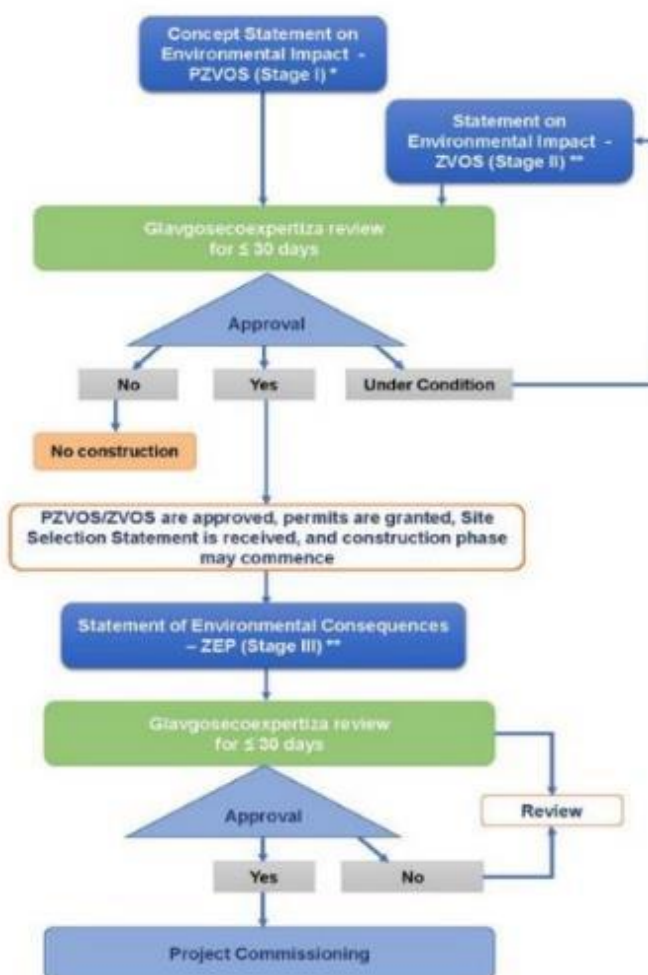 Concept Statement on
Environmental Impact -
PZVOS (Stage I) *
Statement on
Environmental Impact -
ZVOS (Stage II) **
Glavgosecoexpertiza review
for ≤ 30 days
Approval
No
Yes
Under Condition
No construction
PZVOS/ZVOS are approved, permits are granted, Site
Selection Statement is received, and construction phase
may commence
Statement of Environmental Consequences
– ZEP (Stage III) **
Glavgosecoexpertiza review
for ≤ 30 days
Approval
Review
Yes
No
Project Commissioning